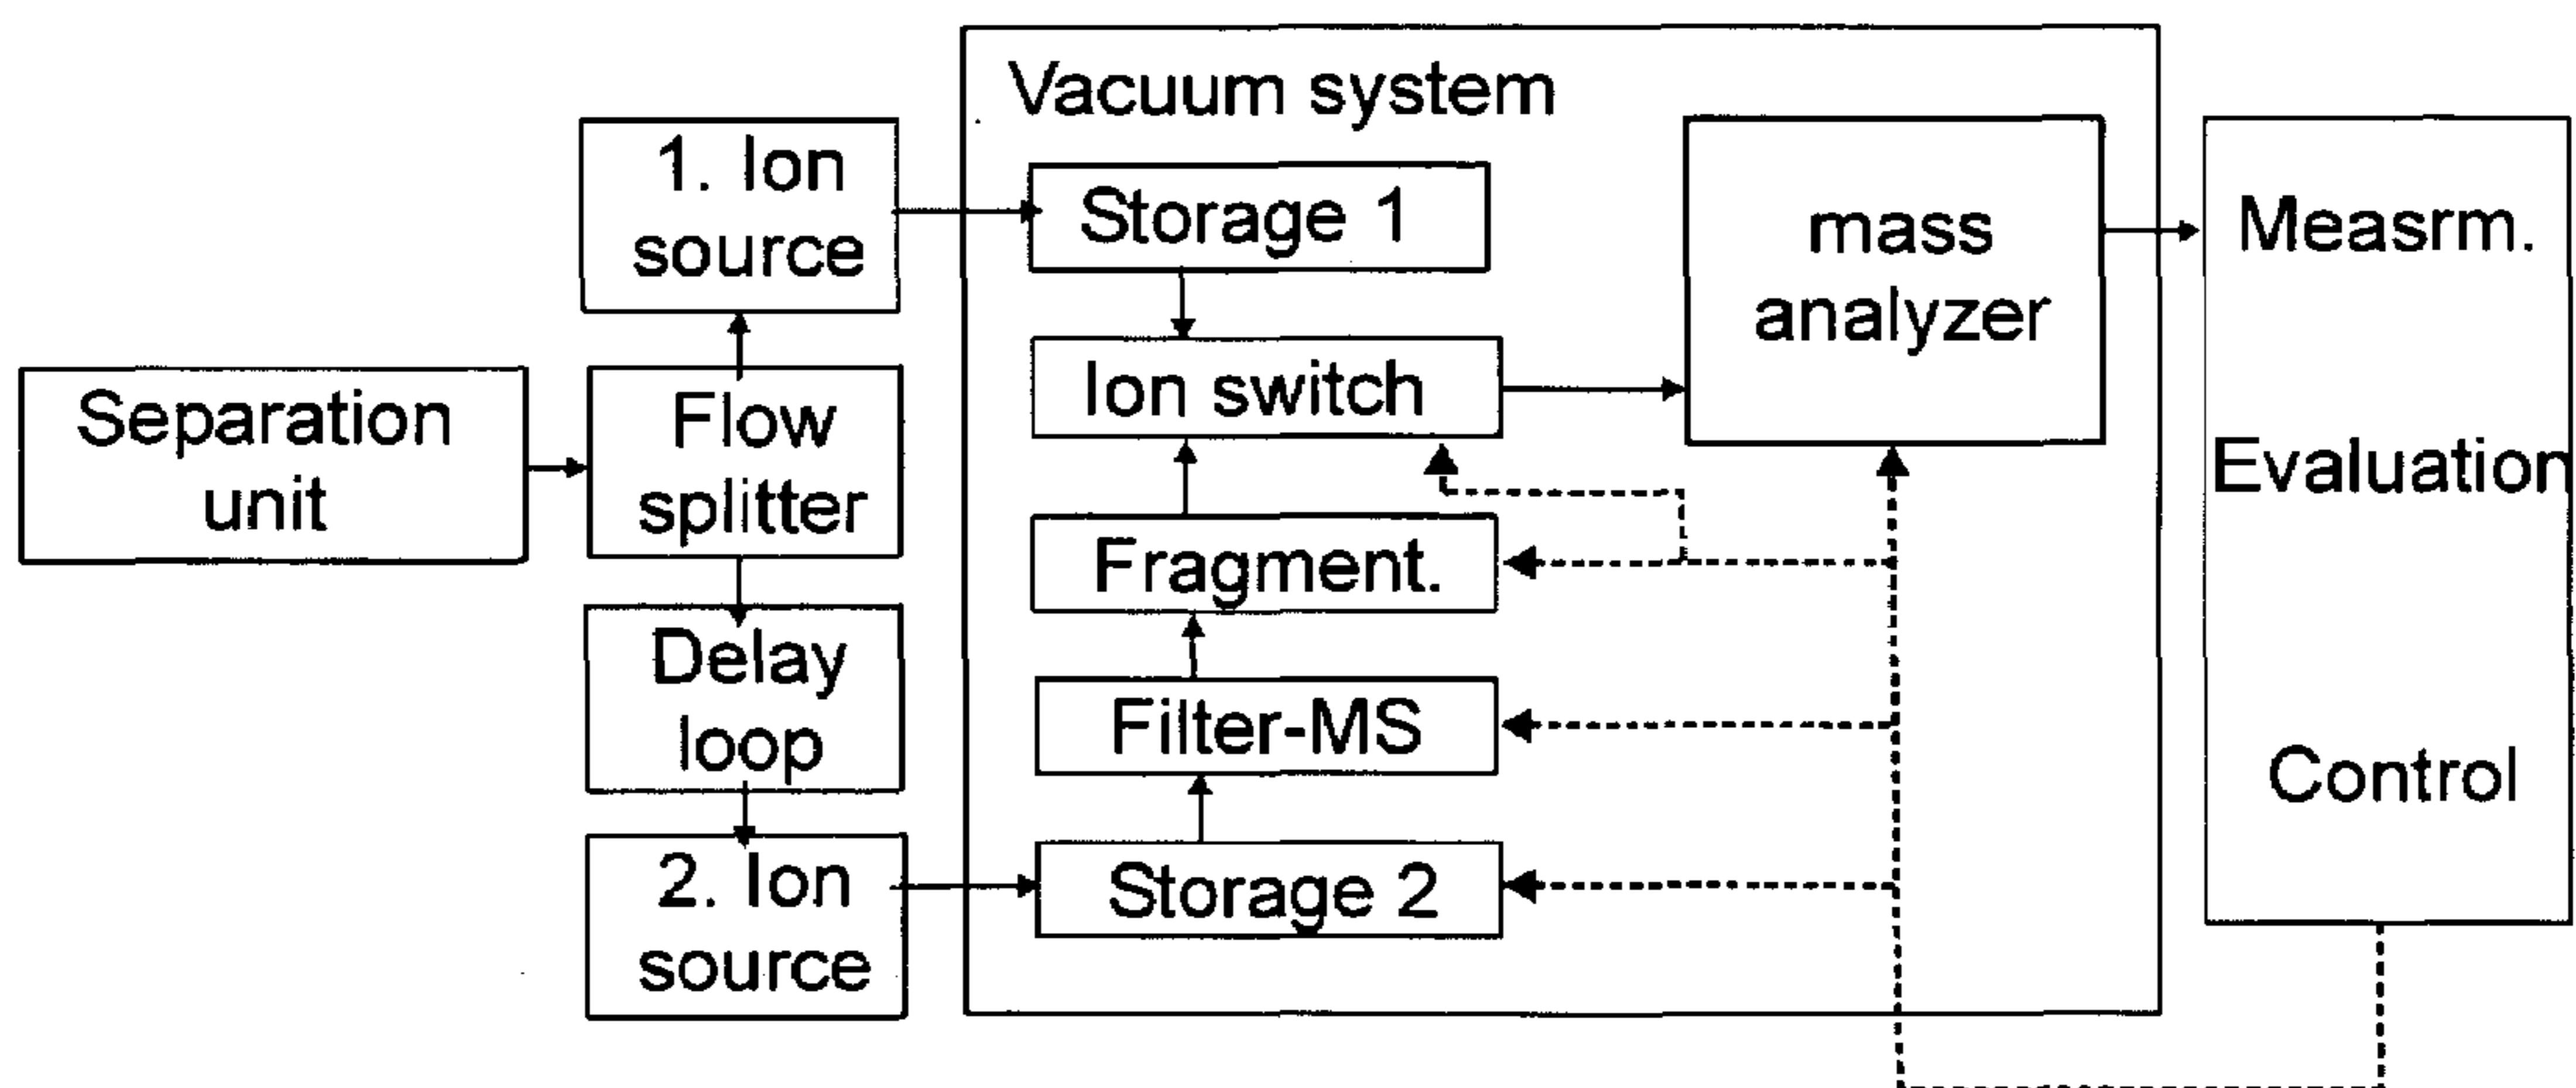 Vacuum system
1. Ion
source
Storage 1
mass
analyzer
Measrm.
Ion switch
Separation
unit
Flow
splitter
Evaluation
Fragment.
Delay
loop
Filter-MS
Control
2. Ion
source
Storage 2